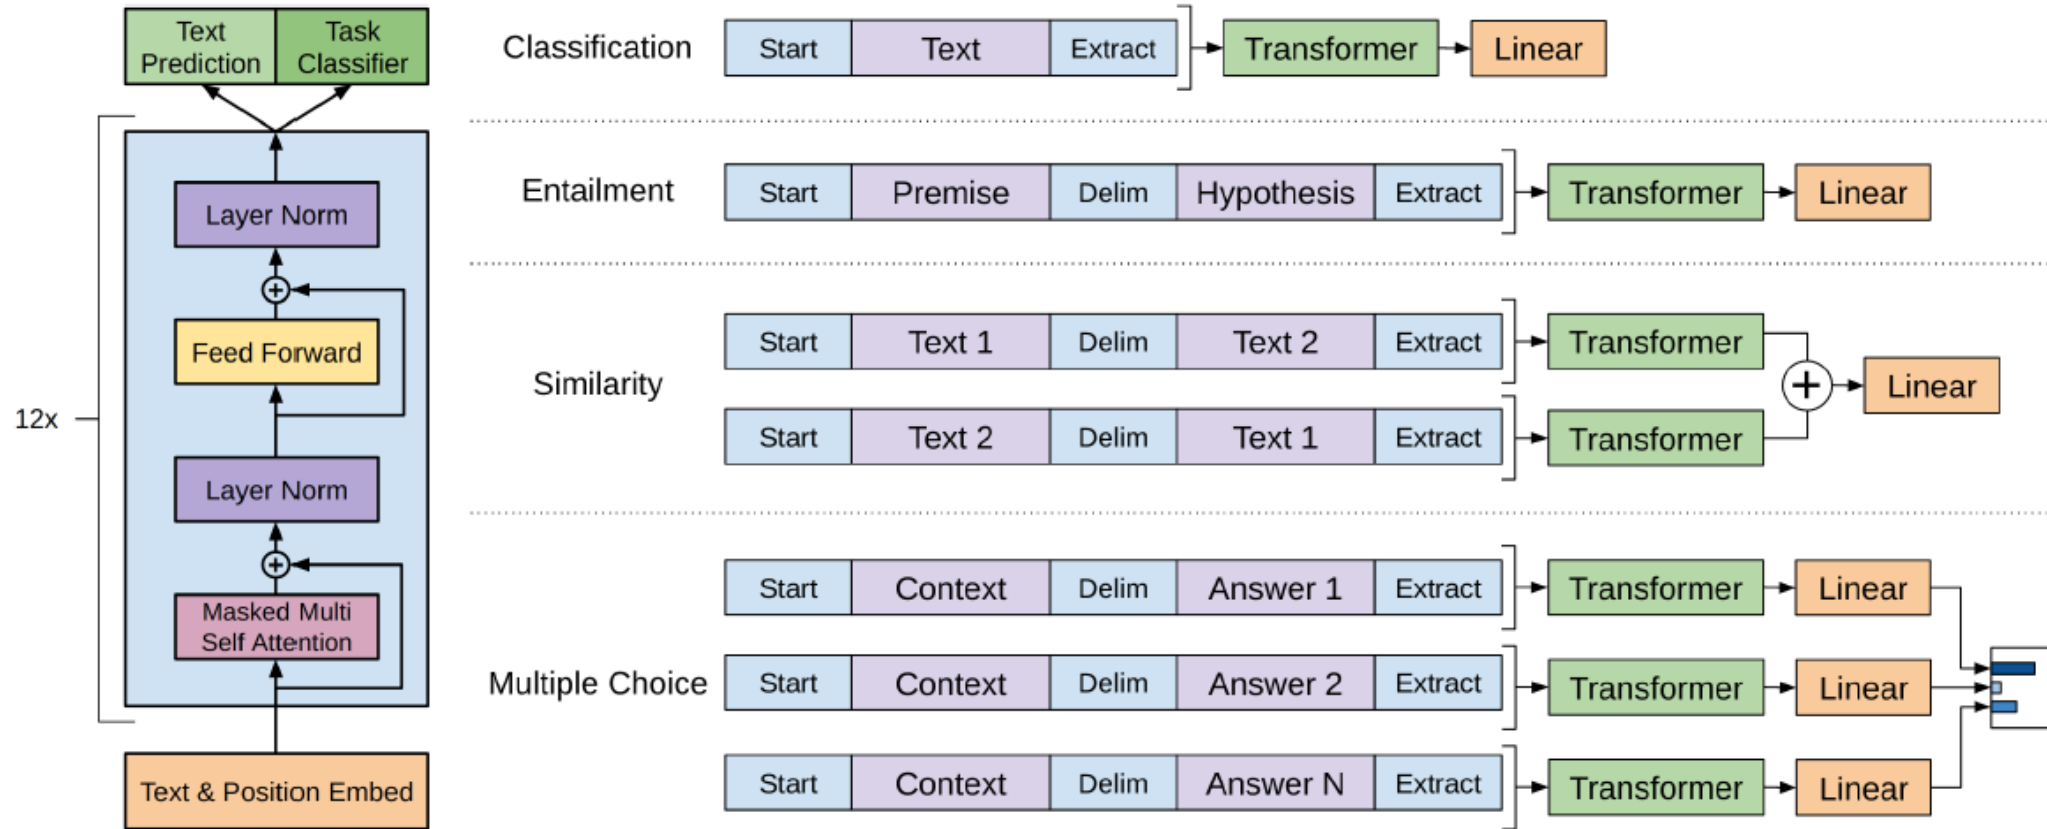 Text
Prediction
Task
Classifier
12x
Layer Norm
Feed Forward
Layer Norm
Masked Multi
Self Attention
Text & Position Embed
Classification
Start Text Extract Transformer Linear
Entailment
Start Premise Delim Hypothesis Extract Transformer Linear
Similarity
Start Text 1 Delim Text 2 Extract Transformer
Start Text 2 Delim Text 1 Extract Transformer
Linear
Multiple Choice
Start Context Delim Answer 1 Extract Transformer Linear
Start Context Delim Answer 2 Extract Transformer Linear
Start Context Delim Answer N Extract Transformer Linear